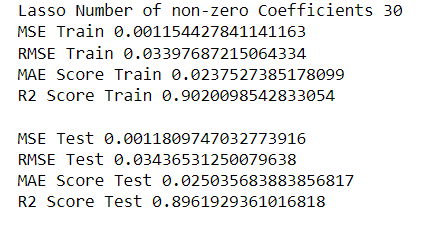 Lasso Number of non-zero Coefficients 30
MSE Train 0.001154427841141163
RMSE Train 0.03397687215064334
MAE Score Train 0.0237527385178099
R2 Score Train 0.9020098542833054
MSE Test 0.0011809747032773916
RMSE Test 0.03436531250079638
MAE Score Test 0.025035683883856817
R2 Score Test 0.8961929361016818